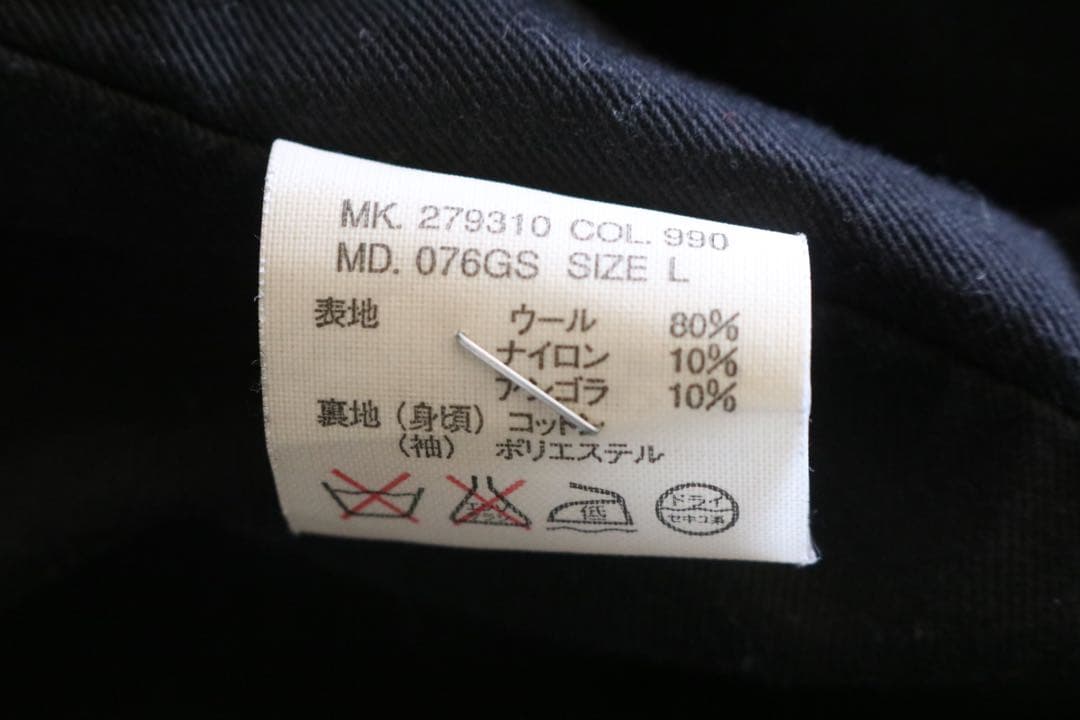 MK. 279310 COL. 990
MD. 076GS SIZE L
表地 ウール 80%
ナイロン 10%
アンゴラ 10%
裏地 (身頃) コットン
(袖) ポリエステル
低 ドライ
セキユ系